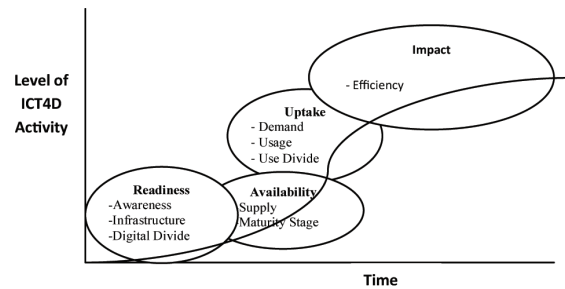 Impact
Level of
ICT4D
Activity
- Efficiency
Uptake
- Demand
- Usage
- Use Divide
Readiness
-Awareness
-Infrastructure
-Digital Divide
Availability
-Supply
-Maturity Stage
Time